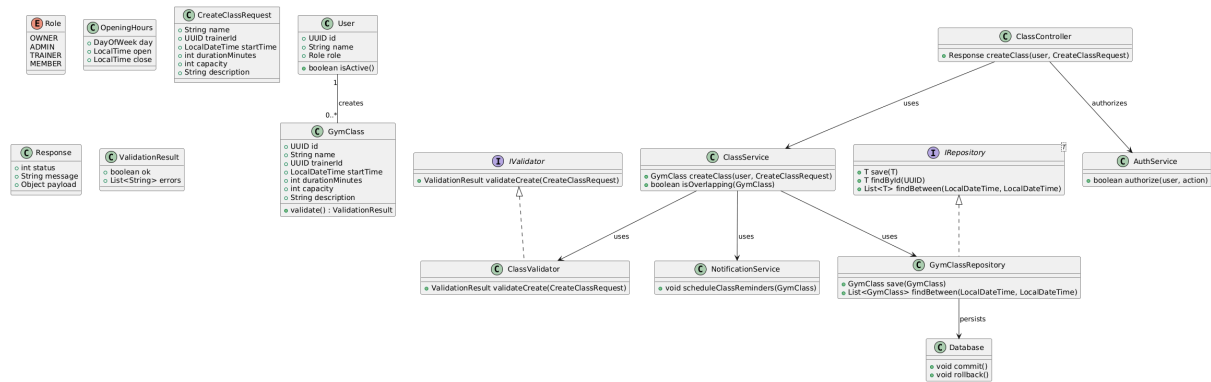 E Role
OWNER
ADMIN
TRAINER
MEMBER
C OpeningHours
DayOfWeek day
LocalTime open
LocalTime close
C CreateClassRequest
String name
UUID trainerId
LocalDateTime startTime
int durationMinutes
int capacity
String description
C User
UUID id
String name
Role role
boolean isActive()
1
creates
0..*
C GymClass
UUID id
String name
UUID trainerId
LocalDateTime startTime
int durationMinutes
int capacity
String description
validate() : ValidationResult
C Response
int status
String message
Object payload
C ValidationResult
boolean ok
List<String> errors
C ClassController
Response createClass(user, CreateClassRequest)
uses
authorizes
I IValidator
ValidationResult validateCreate(CreateClassRequest)
C ClassService
GymClass createClass(user, CreateClassRequest)
boolean isOverlapping(GymClass)
I IRepository
T save(T)
T findById(UUID)
List<T> findBetween(LocalDateTime, LocalDateTime)
C AuthService
boolean authorize(user, action)
uses
uses
uses
C ClassValidator
ValidationResult validateCreate(CreateClassRequest)
C NotificationService
void scheduleClassReminders(GymClass)
C GymClassRepository
GymClass save(GymClass)
List<GymClass> findBetween(LocalDateTime, LocalDateTime)
persists
C Database
void commit()
void rollback()